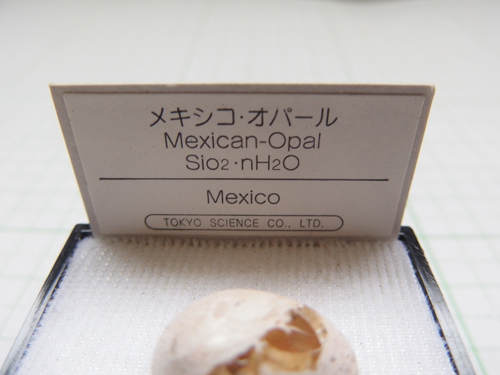 メキシコ・オパール
Mexican-Opal
Sio2·nH2O
Mexico
TOKYO SCIENCE CO., LTD.